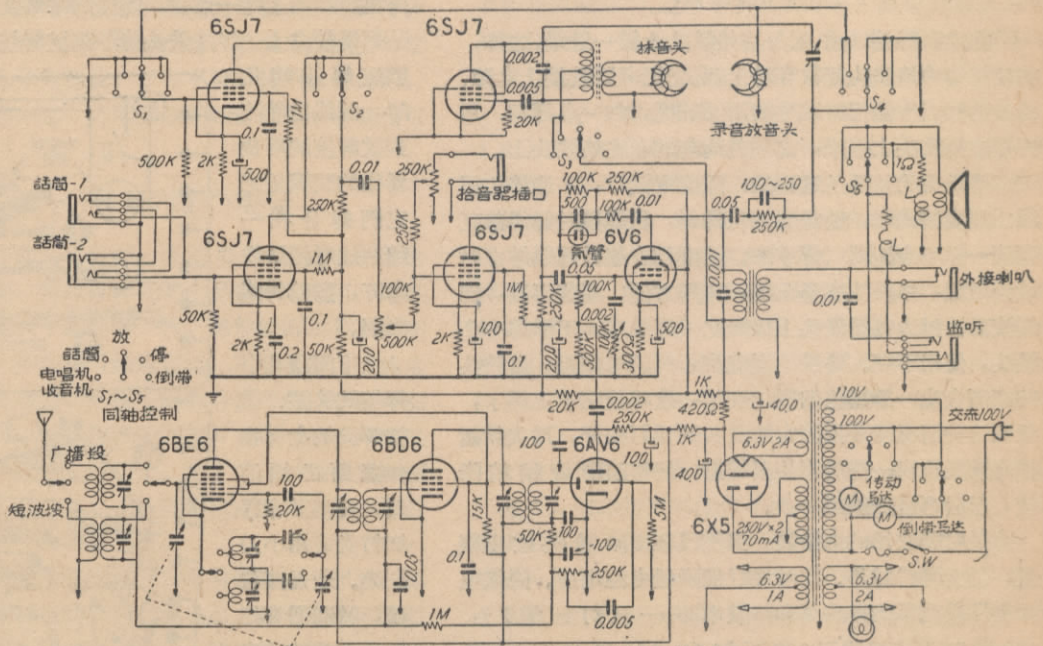 6SJ7
6SJ7
抹音头
录音放音头
S1
S2
S3
S4
S5
0.002
0.005
20K
1M
0.1
500K
2K
50,0
0.01
250K
250K
拾音器插口
100K
250K
500
100K
0.01
氖管
0.05
100~250
250K
1Ω
L
話筒-1
話筒-2
6SJ7
6SJ7
6V6
1M
0.1
50K
2K
0.2
50K
20,0
250K
100K
500K
2K
10,0
1M
0.1
250K
20,0
0.05
0.002
500K
100K
100K
300Ω
50,0
0.001
0.01
外接喇叭
监听
放
話筒
停
电唱机
收音机
倒带
S1~S5
同轴控制
20K
1K
420Ω
40,0
0.002
250K
1K
10,0
40,0
100
广播段
短波段
6BE6
6BD6
6AV6
6X5
100
20K
0.05
15K
0.1
1M
50K
100
100
250K
0.005
5M
6.3V 2A
250V×2
70mA
6.3V
1A
6.3V
2A
110V
100V
交流100V
传动
马达
M
M
倒带马达
S.W